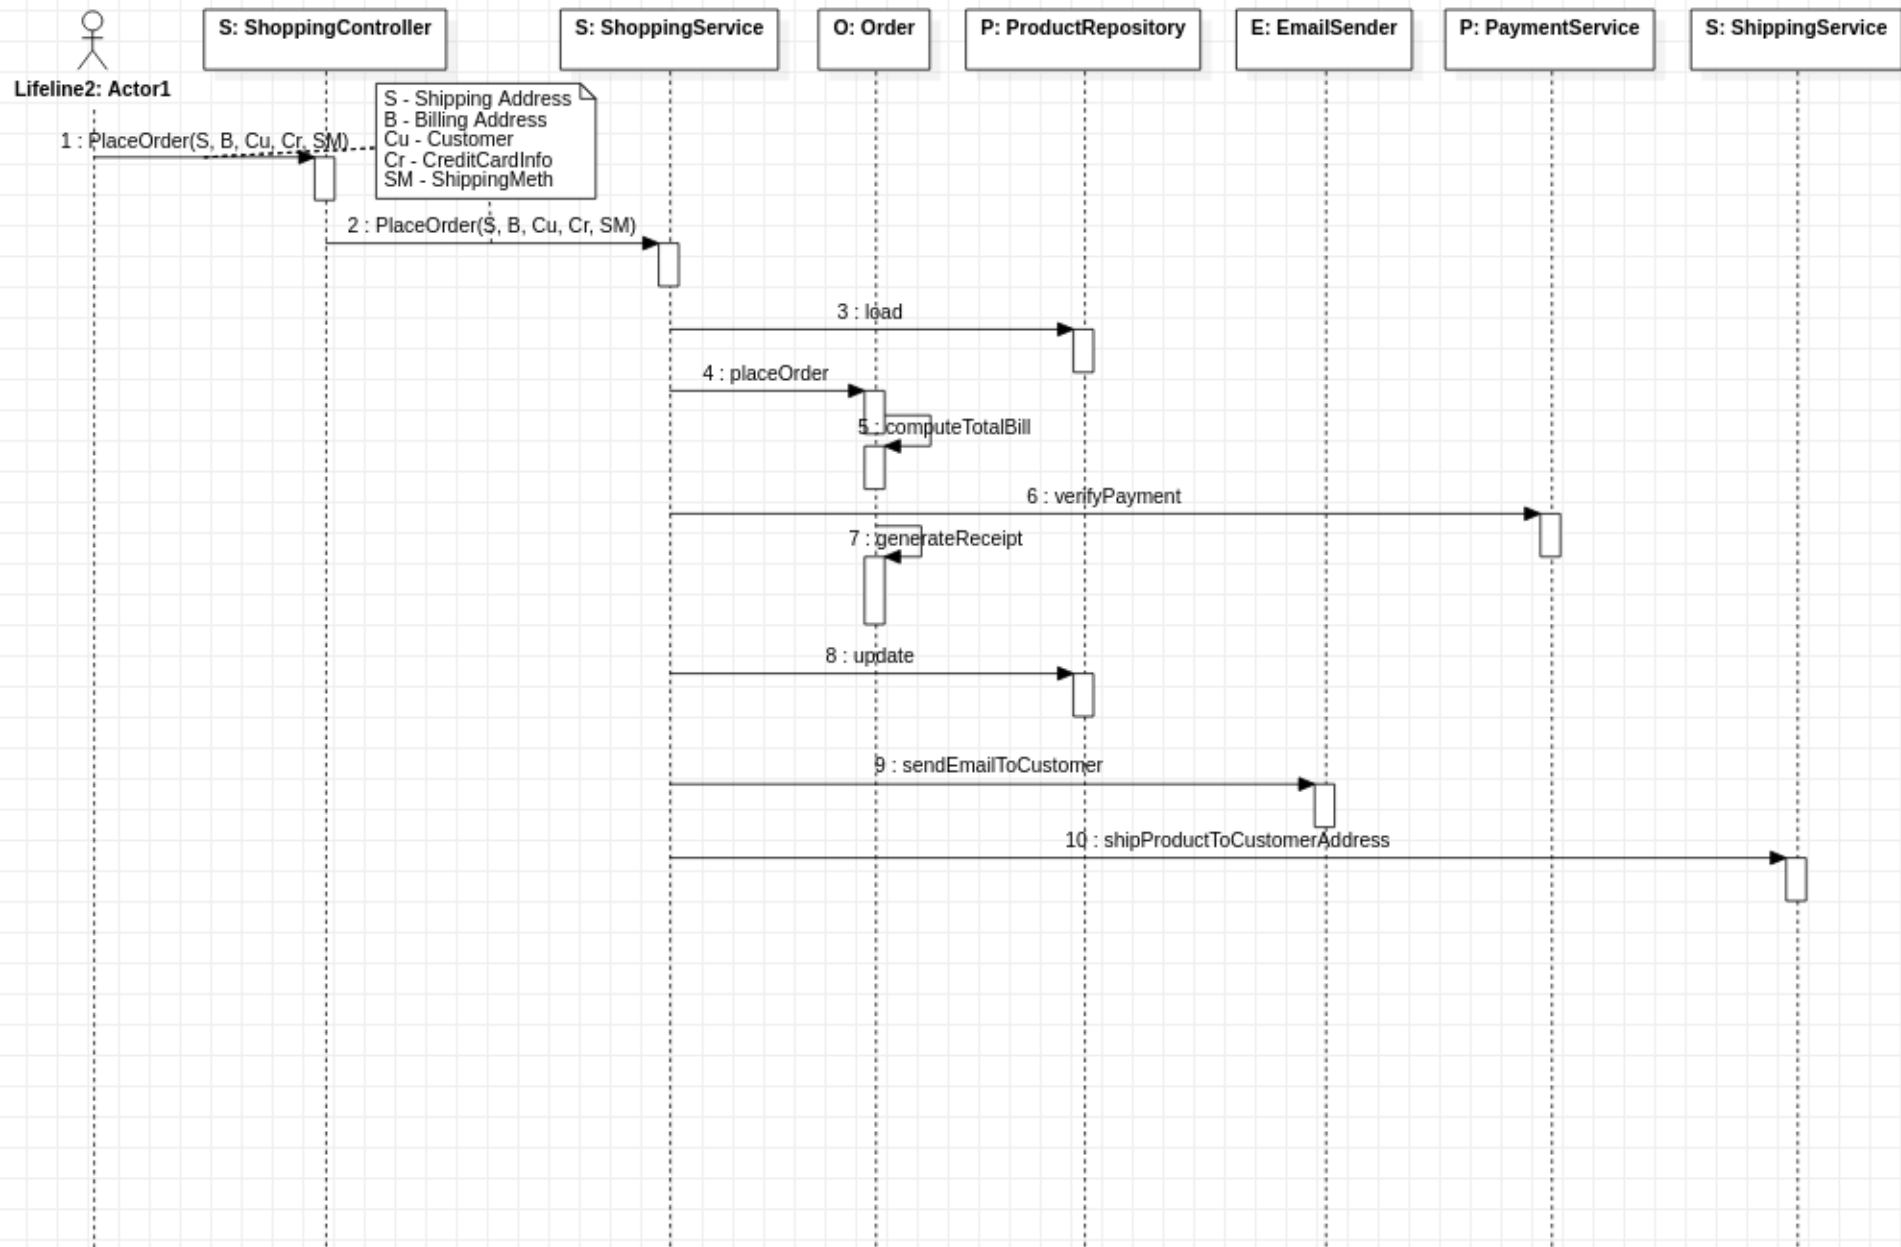 S: ShoppingController
S: ShoppingService
O: Order
P: ProductRepository
E: EmailSender
P: PaymentService
S: ShippingService
Lifeline2: Actor1
S - Shipping Address
B - Billing Address
Cu - Customer
Cr - CreditCardInfo
SM - ShippingMeth
1 : PlaceOrder(S, B, Cu, Cr, SM)
2 : PlaceOrder(S, B, Cu, Cr, SM)
3 : load
4 : placeOrder
5 : computeTotalBill
6 : verifyPayment
7 : generateReceipt
8 : update
9 : sendEmailToCustomer
10 : shipProductToCustomerAddress